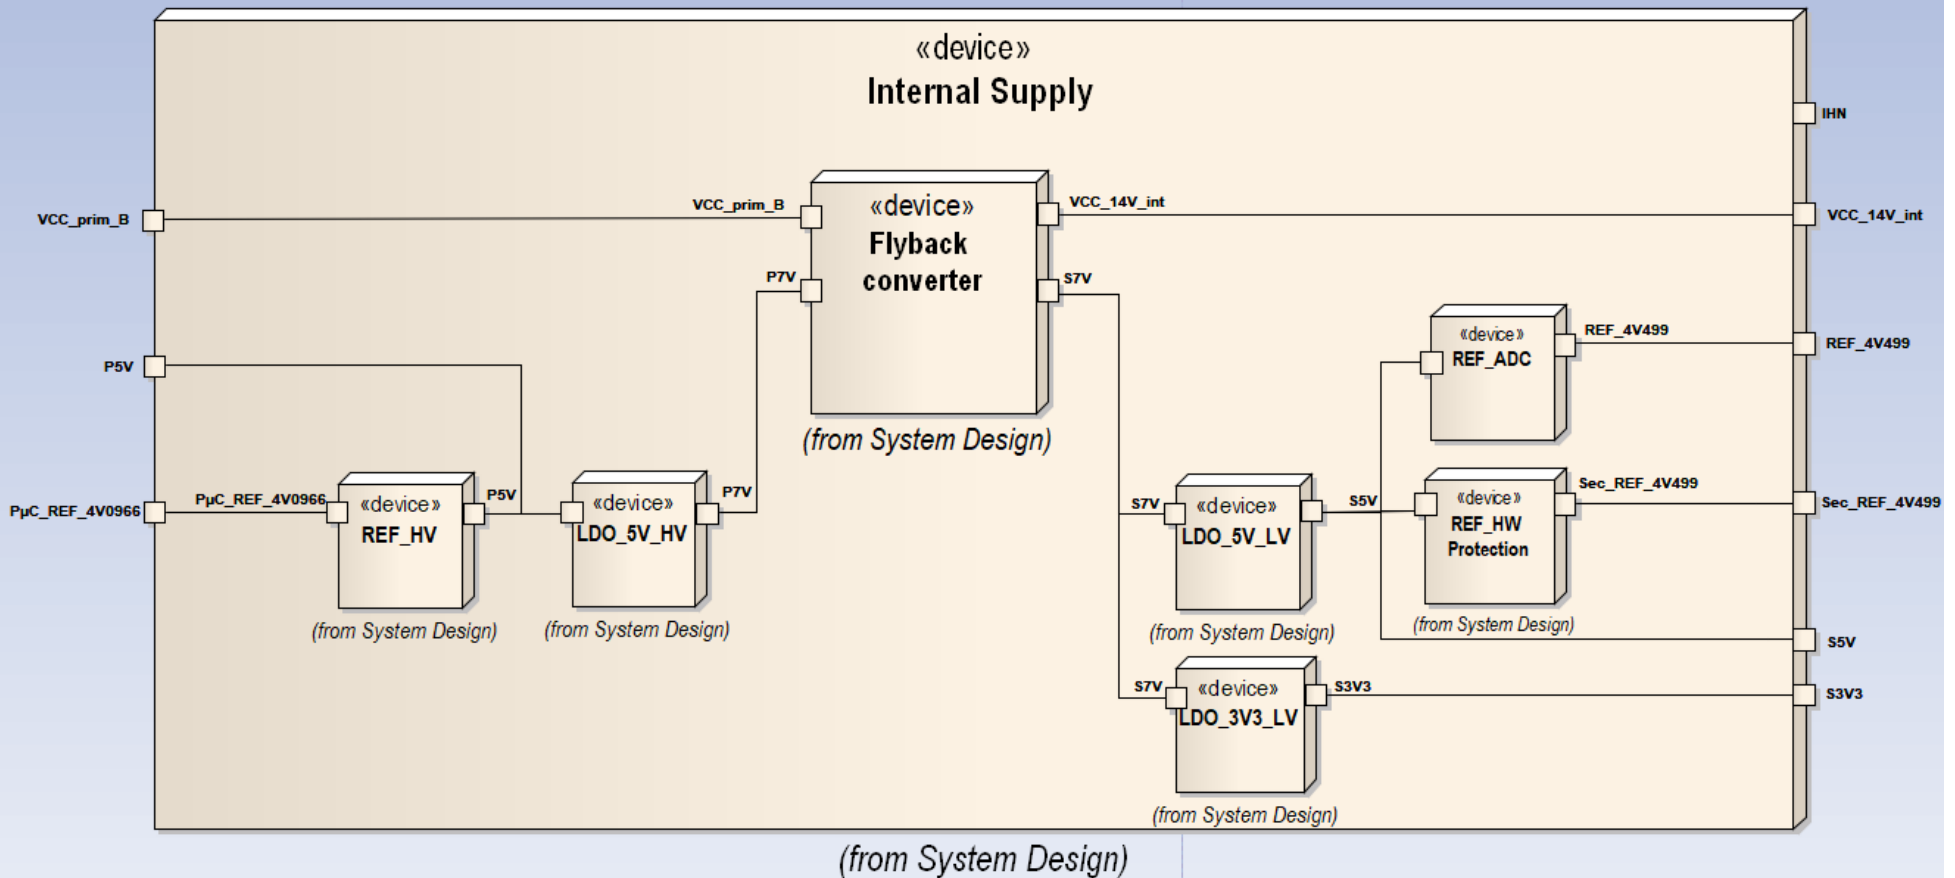 «device»
Internal Supply
IHN
VCC_prim_B
VCC_prim_B
«device»
Flyback
converter
VCC_14V_int
VCC_14V_int
P7V
S7V
(from System Design)
P5V
«device»
REF_ADC
REF_4V499
REF_4V499
PµC_REF_4V0966
PµC_REF_4V0966
«device»
REF_HV
(from System Design)
P5V
«device»
LDO_5V_HV
(from System Design)
P7V
S7V
«device»
LDO_5V_LV
(from System Design)
S5V
«device»
REF_HW
Protection
(from System Design)
Sec_REF_4V499
Sec_REF_4V499
S5V
S7V
«device»
LDO_3V3_LV
(from System Design)
S3V3
S3V3
(from System Design)